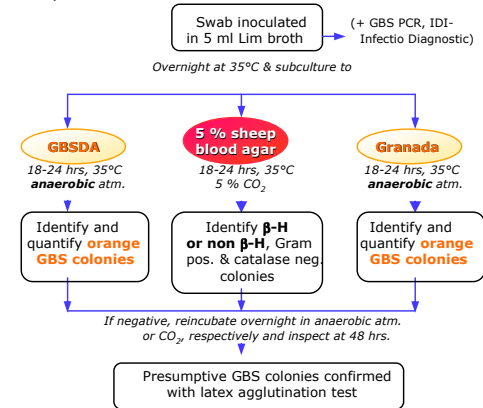 Swab inoculated
in 5 ml Lim broth
(+ GBS PCR, IDI-
Infectio Diagnostic)
Overnight at 35°C & subculture to
GBSDA
18-24 hrs, 35°C
anaerobic atm.
5 % sheep
blood agar
18-24 hrs, 35°C
5 % CO₂
Granada
18-24 hrs, 35°C
anaerobic atm.
Identify and
quantify orange
GBS colonies
Identify β-H
or non β-H, Gram
pos. & catalase neg.
colonies
Identify and
quantify orange
GBS colonies
If negative, reincubate overnight in anaerobic atm.
or CO₂, respectively and inspect at 48 hrs.
Presumptive GBS colonies confirmed
with latex agglutination test